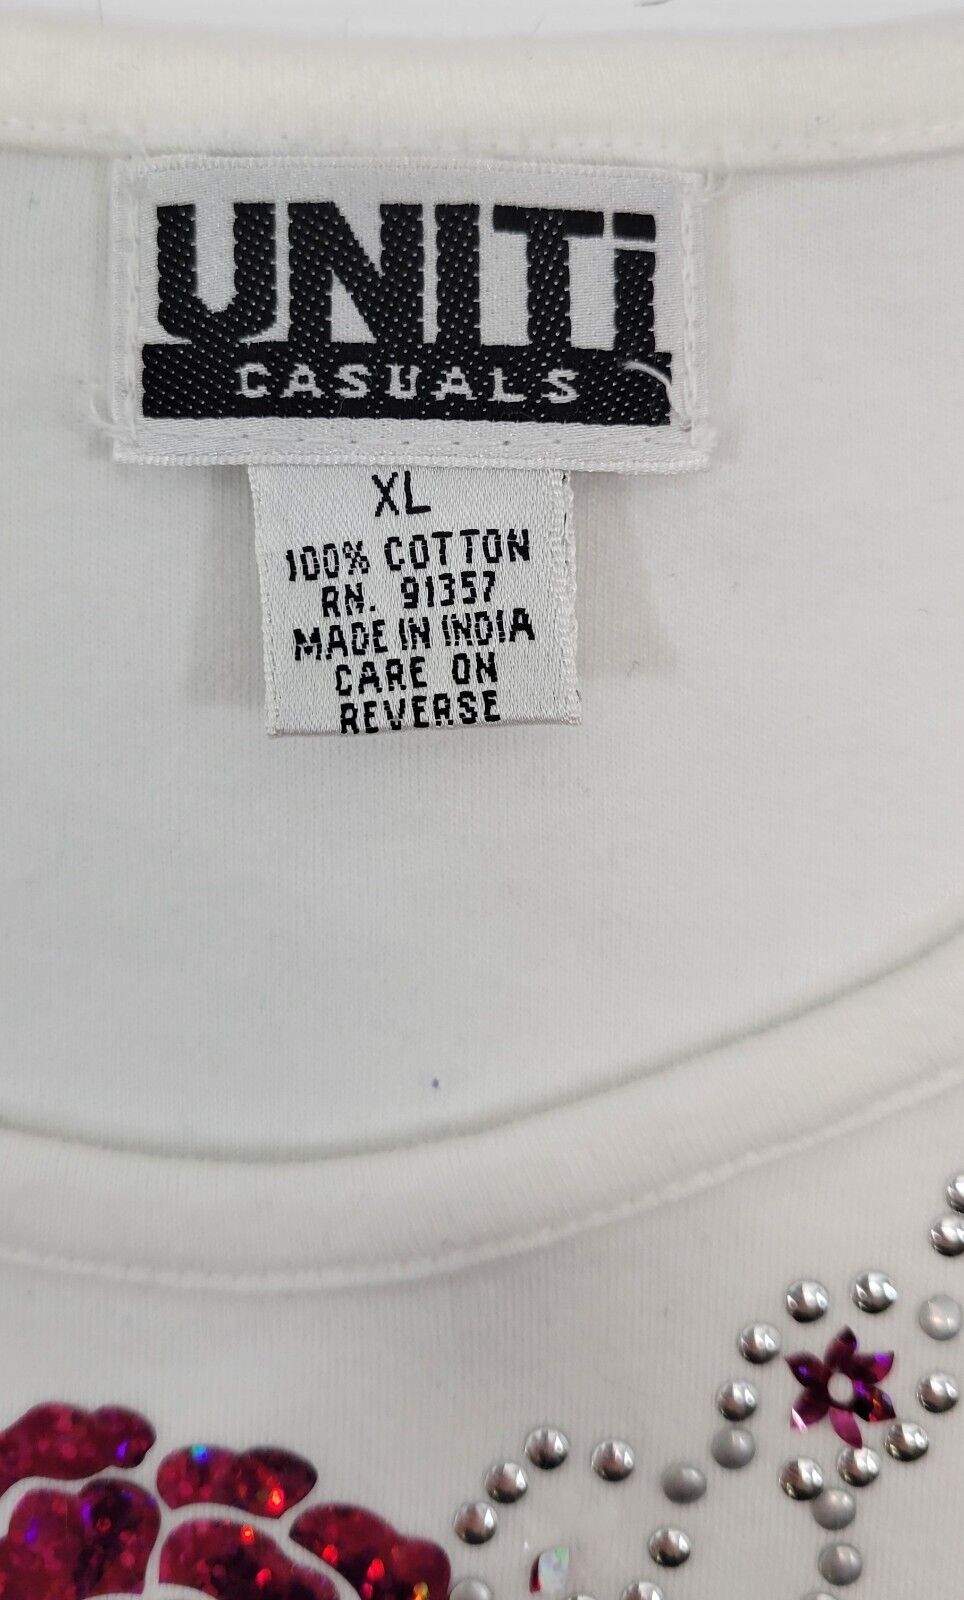 UNITi
CASUALS
XL
100% COTTON
RN. 91357
MADE IN INDIA
CARE ON
REVERSE